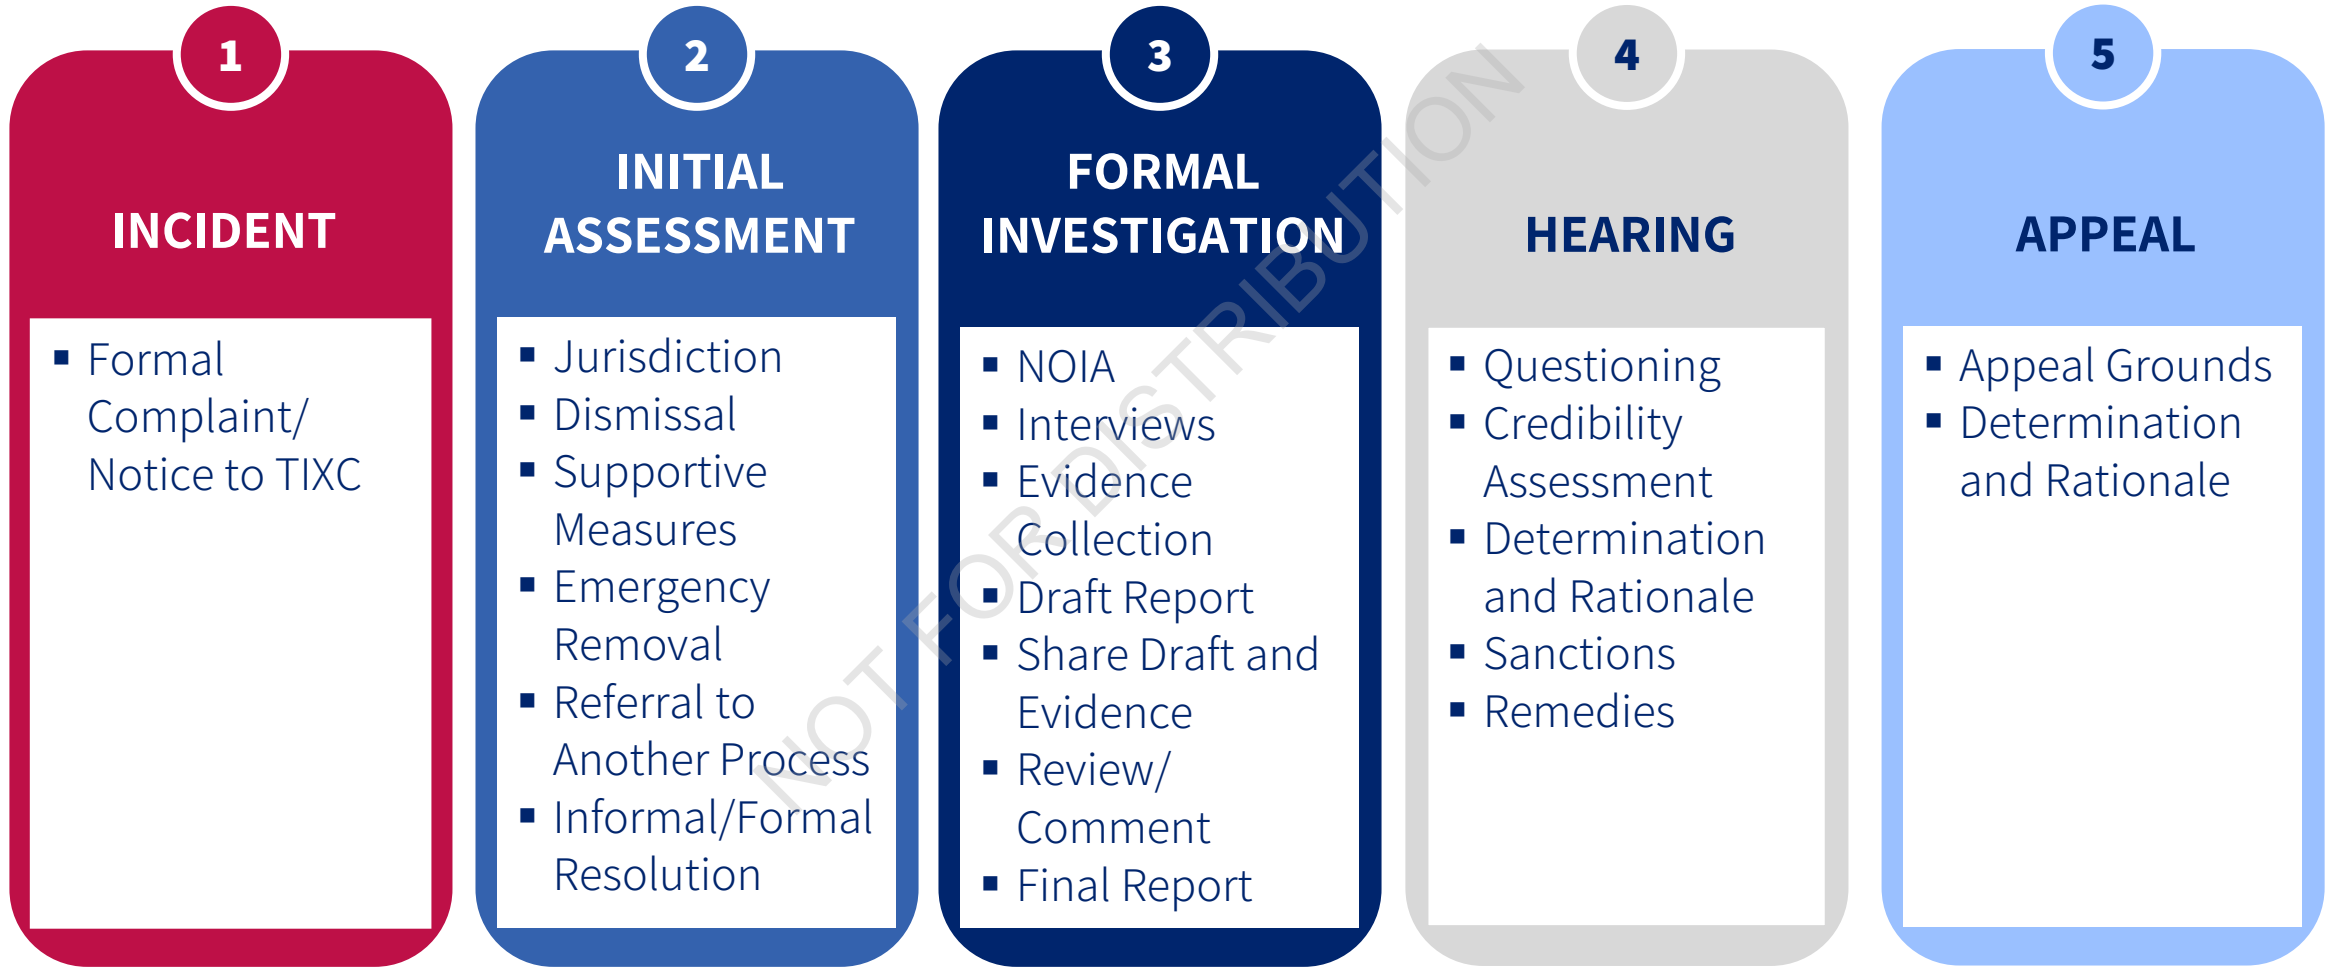 1
INCIDENT
▪ Formal
Complaint/
Notice to TIXC
2
INITIAL
ASSESSMENT
▪ Jurisdiction
▪ Dismissal
▪ Supportive
Measures
▪ Emergency
Removal
▪ Referral to
Another Process
▪ Informal/Formal
Resolution
3
FORMAL
INVESTIGATION
▪ NOIA
▪ Interviews
▪ Evidence
Collection
▪ Draft Report
▪ Share Draft and
Evidence
▪ Review/
Comment
▪ Final Report
4
HEARING
▪ Questioning
▪ Credibility
Assessment
▪ Determination
and Rationale
▪ Sanctions
▪ Remedies
5
APPEAL
▪ Appeal Grounds
▪ Determination
and Rationale
NOT FOR DISTRIBUTION